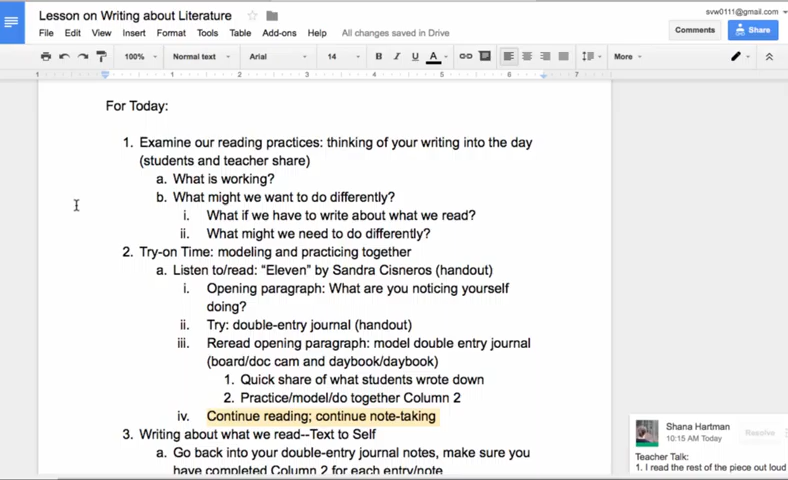 Lesson on Writing about Literature
svw0111@gmail.com
File Edit View Insert Format Tools Table Add-ons Help All changes saved in Drive
Comments
Share
100% Normal text Arial 14 B I U A More
1 1 2 3 4 5 6 7
For Today:
1. Examine our reading practices: thinking of your writing into the day
(students and teacher share)
a. What is working?
b. What might we want to do differently?
i. What if we have to write about what we read?
ii. What might we need to do differently?
2. Try-on Time: modeling and practicing together
a. Listen to/read: “Eleven” by Sandra Cisneros (handout)
i. Opening paragraph: What are you noticing yourself
doing?
ii. Try: double-entry journal (handout)
iii. Reread opening paragraph: model double entry journal
(board/doc cam and daybook/daybook)
1. Quick share of what students wrote down
2. Practice/model/do together Column 2
iv. Continue reading; continue note-taking
3. Writing about what we read--Text to Self
a. Go back into your double-entry journal notes, make sure you
have completed Column 2 for each entry/note
Shana Hartman
10:15 AM Today
Resolve
Teacher Talk:
1. I read the rest of the piece out loud